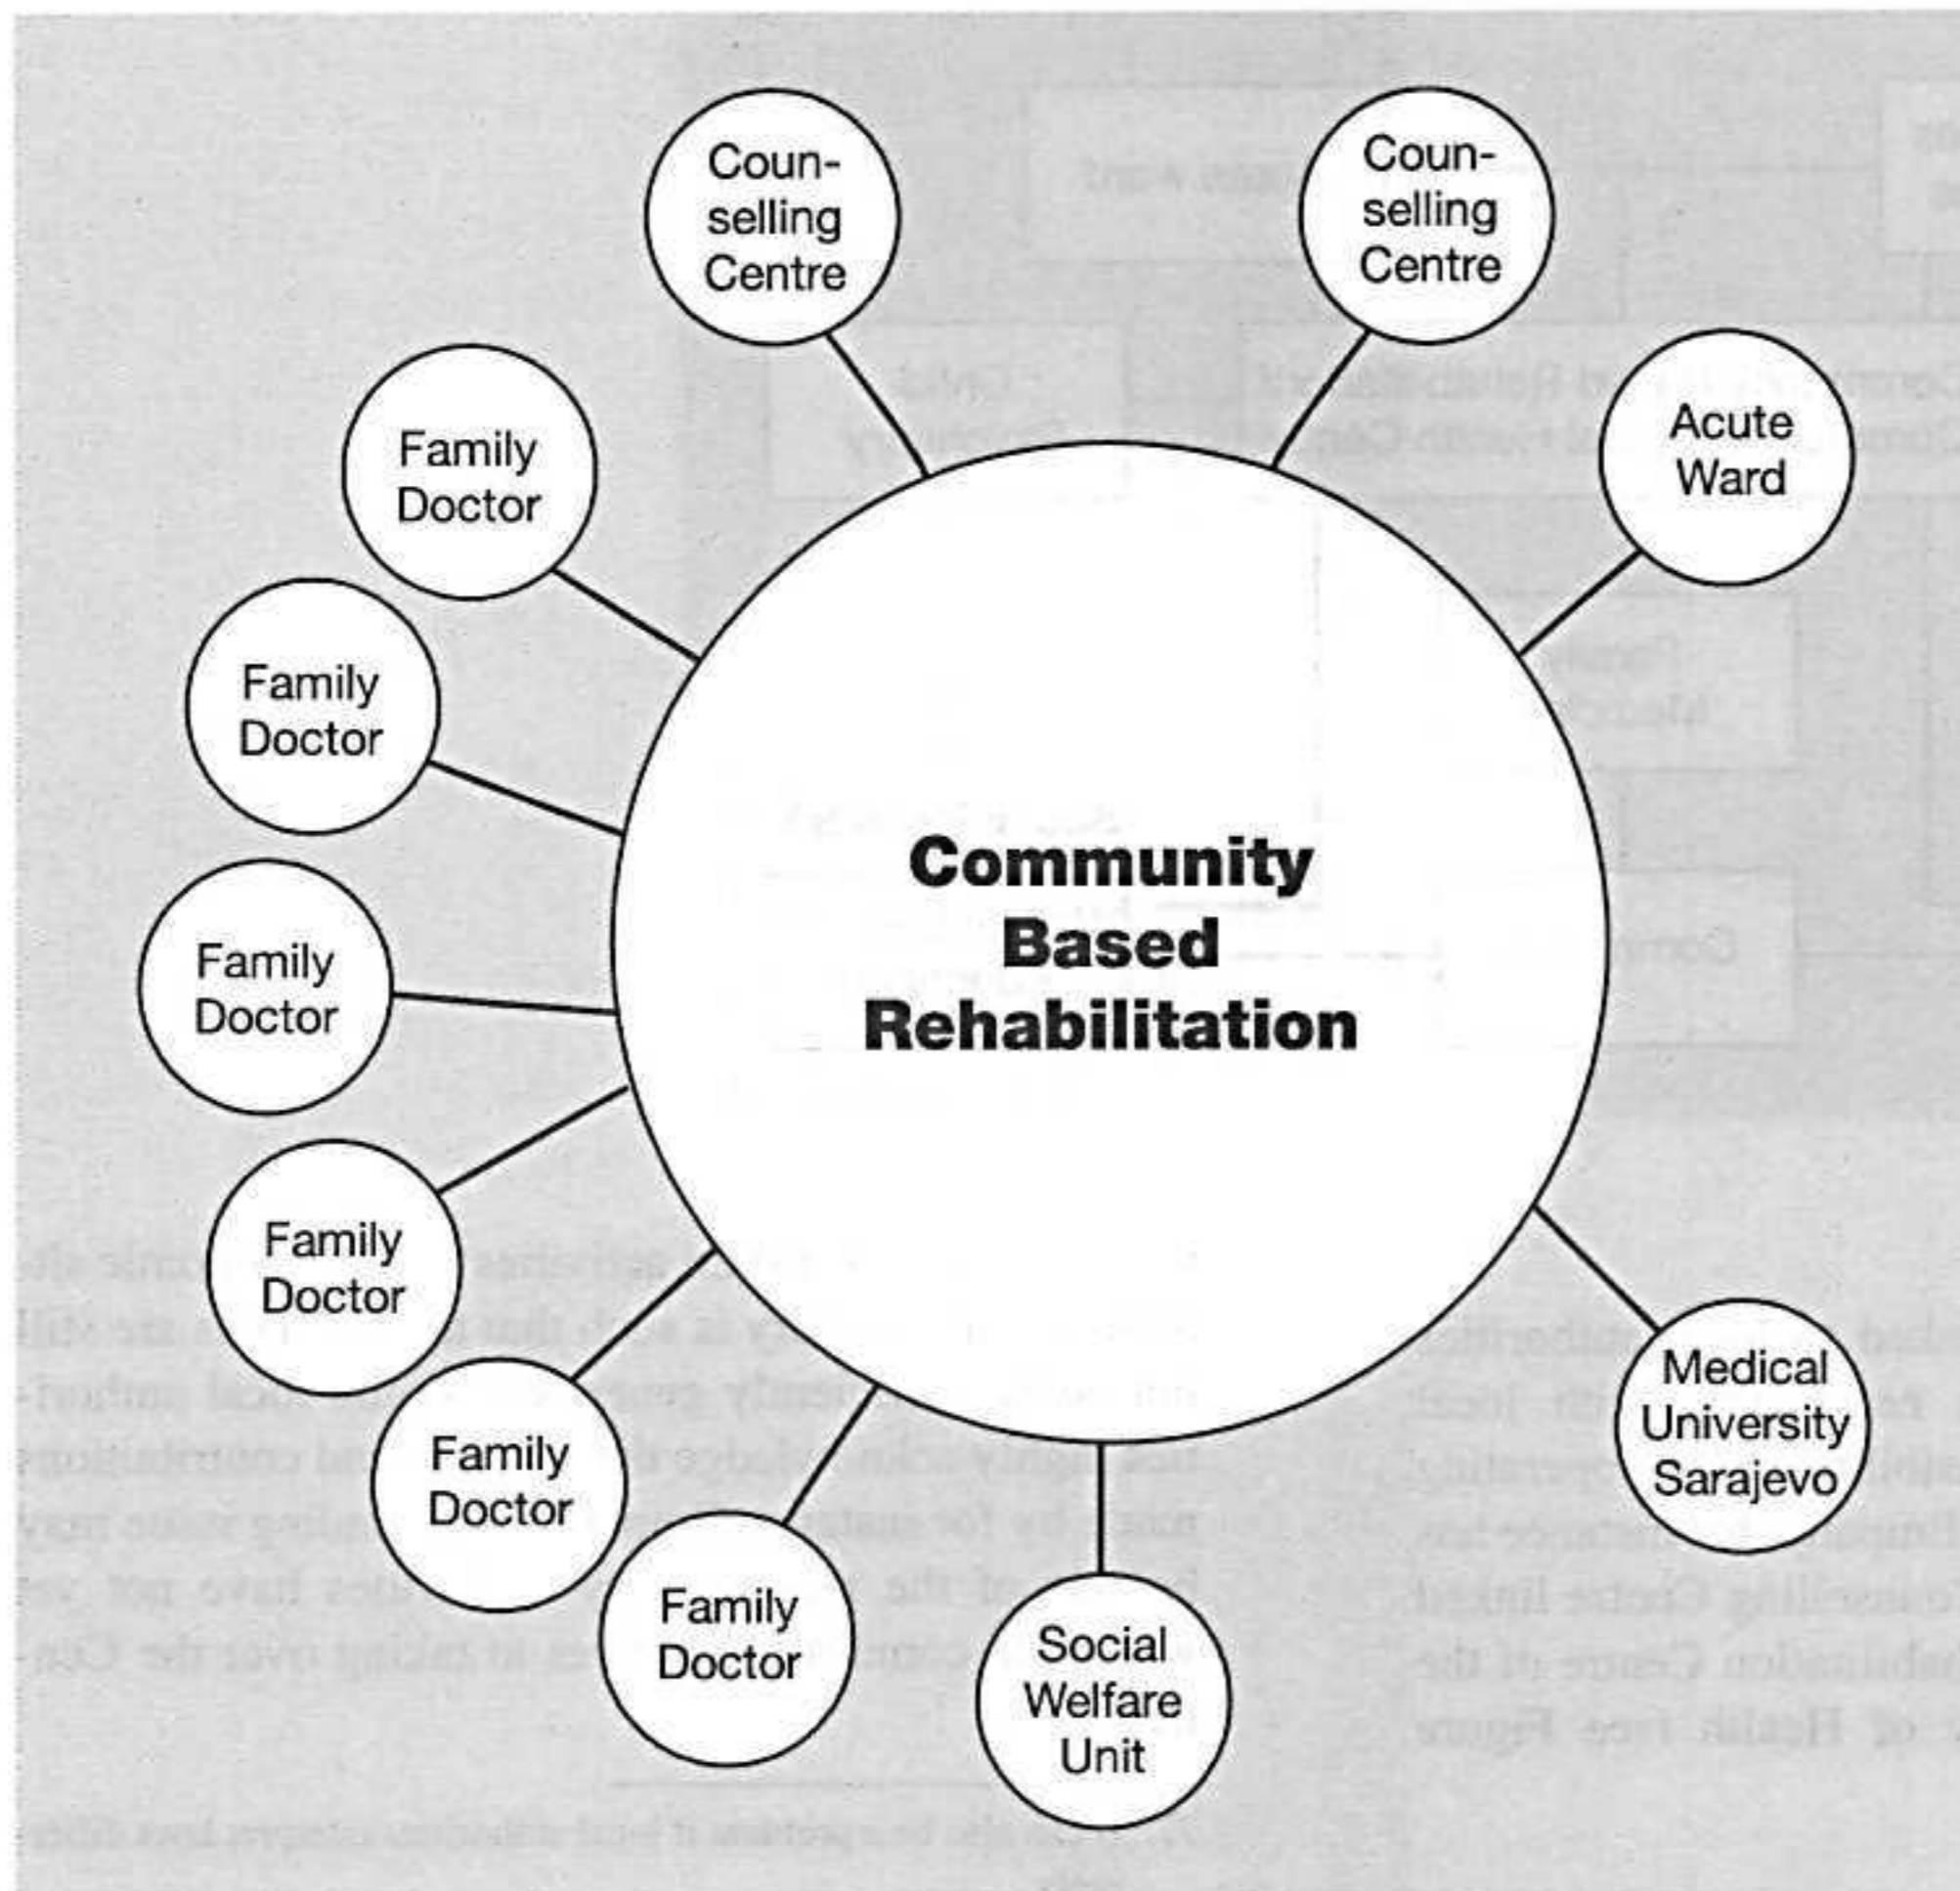 Coun-
selling
Centre
Coun-
selling
Centre
Acute
Ward
Family
Doctor
Family
Doctor
Family
Doctor
Family
Doctor
Family
Doctor
Family
Doctor
Community
Based
Rehabilitation
Social
Welfare
Unit
Medical
University
Sarajevo